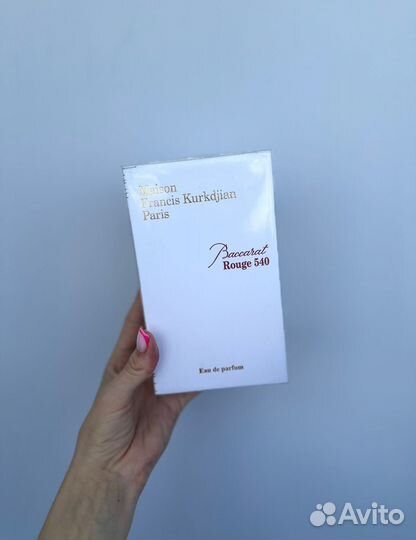 Maison
Francis Kurkdjian
Paris
Baccarat
Rouge 540
Eau de parfum
Avito